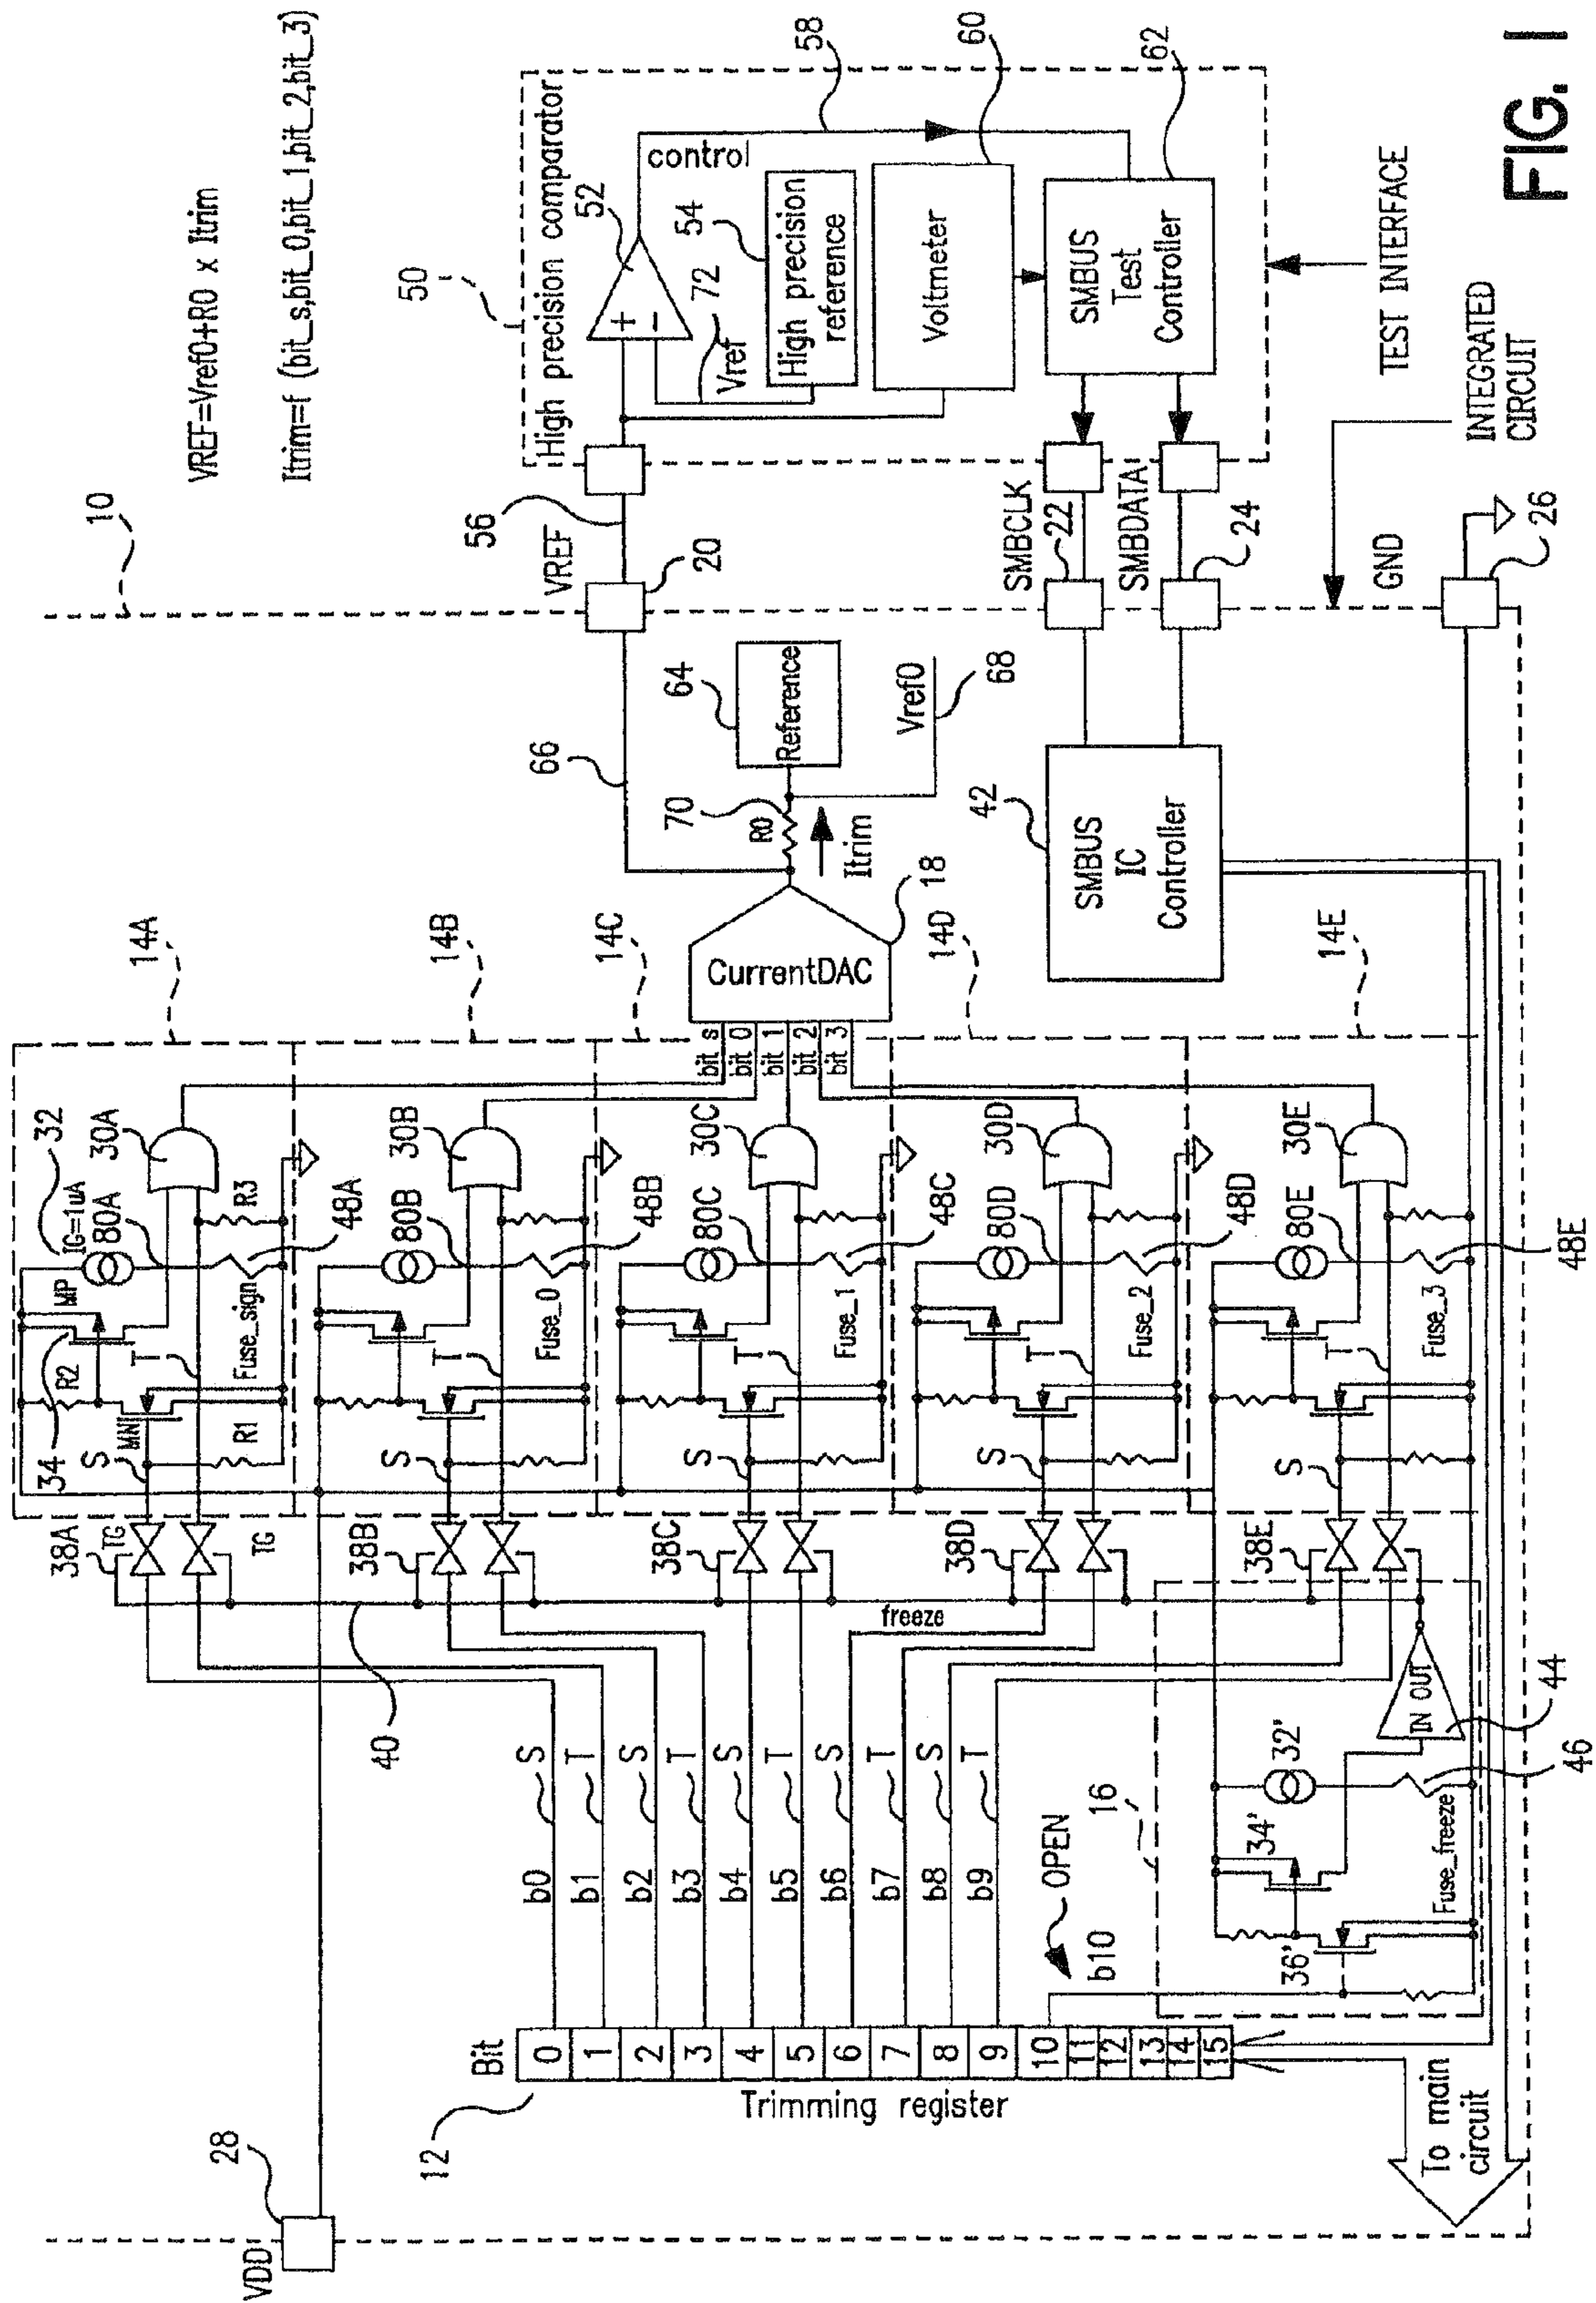 10
VREF=Vref0+R0 x Itrim
Itrim=f (bit_s,bit_0,bit_1,bit_2,bit_3)
VDD
28
14A
32
IG=1uA
30A
80A
MP
34
R2
MN
R1
R3
S
T
Fuse_sign
48A
38A
TG
TG
14B
30B
80B
S
T
Fuse_0
48B
38B
40
14C
30C
80C
S
T
Fuse_1
48C
38C
freeze
14D
30D
80D
S
T
Fuse_2
48D
38D
14E
30E
80E
S
T
Fuse_3
48E
38E
bit s
bit 0
bit 1
bit 2
bit 3
CurrentDAC
18
66
70
R0
Itrim
64
Reference
Vref0
68
VREF
20
56
50
High precision comparator
52
+
−
72
Vref
54
High precision
reference
control
58
60
Voltmeter
SMBUS
Test
Controller
62
SMBCLK
22
SMBDATA
24
42
SMBUS
IC
Controller
GND
26
TEST INTERFACE
INTEGRATED
CIRCUIT
12
Bit
0
1
2
3
4
5
6
7
8
9
10
11
12
13
14
15
Trimming register
b0
S
b1
T
b2
S
b3
T
b4
S
b5
T
b6
S
b7
T
b8
S
b9
T
b10
OPEN
16
34'
32'
36'
Fuse_freeze
IN OUT
44
46
To main
circuit
FIG. 1